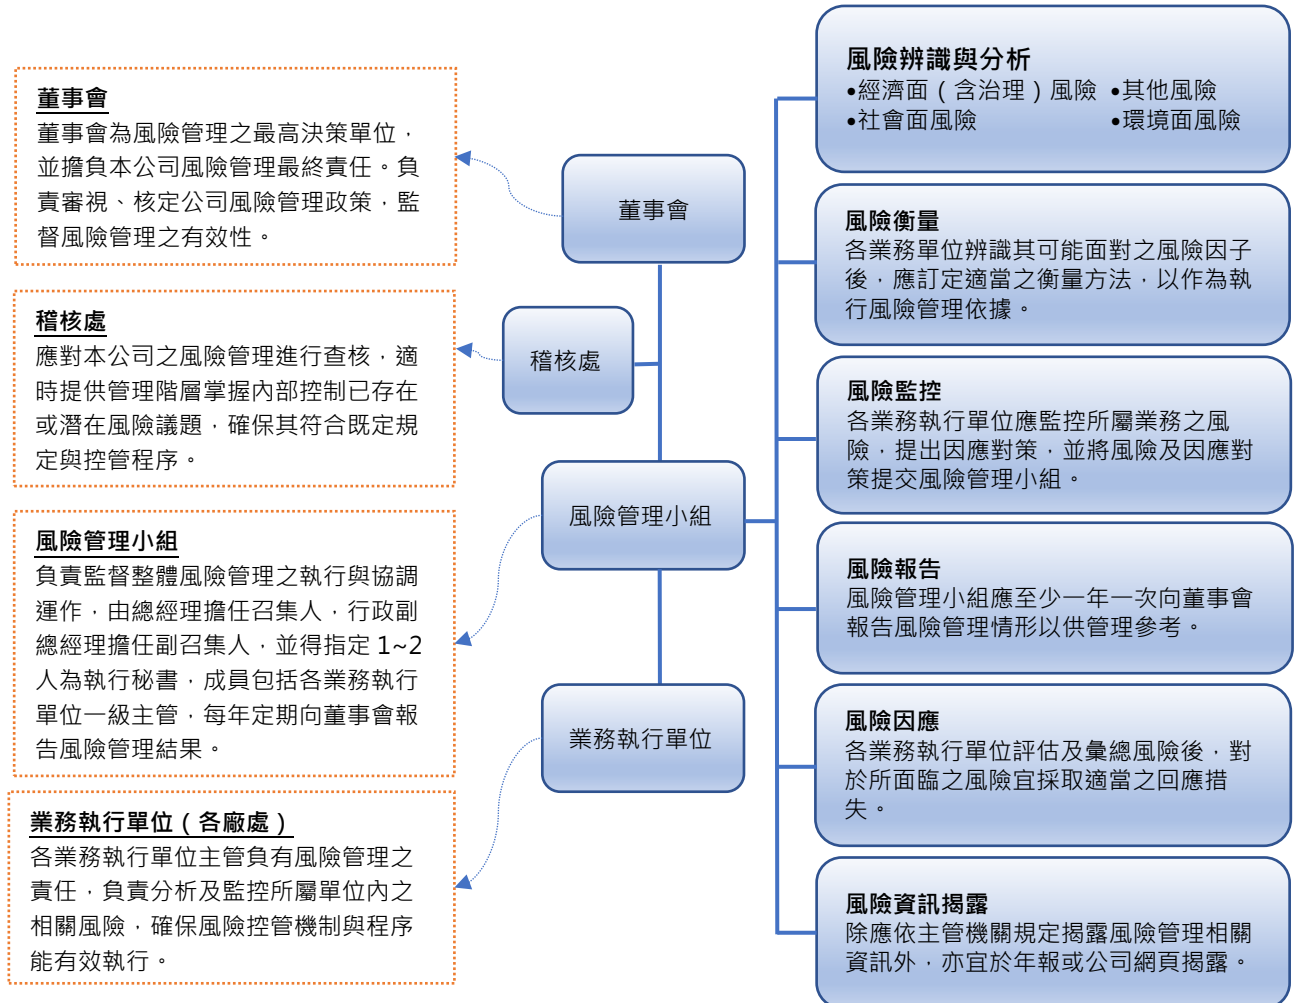 董事會
董事會為風險管理之最高決策單位，
並擔負本公司風險管理最終責任。負
責審視、核定公司風險管理政策，監
督風險管理之有效性。
稽核處
應對本公司之風險管理進行查核，適
時提供管理階層掌握內部控制已存在
或潛在風險議題，確保其符合既定規
定與控管程序。
風險管理小組
負責監督整體風險管理之執行與協調
運作，由總經理擔任召集人，行政副
總經理擔任副召集人，並得指定 1~2
人為執行秘書，成員包括各業務執行
單位一級主管，每年定期向董事會報
告風險管理結果。
業務執行單位（各廠處）
各業務執行單位主管負有風險管理之
責任，負責分析及監控所屬單位內之
相關風險，確保風險控管機制與程序
能有效執行。
董事會
稽核處
風險管理小組
業務執行單位
風險辨識與分析
•經濟面（含治理）風險 •其他風險
•社會面風險 •環境面風險
風險衡量
各業務單位辨識其可能面對之風險因子
後，應訂定適當之衡量方法，以作為執
行風險管理依據。
風險監控
各業務執行單位應監控所屬業務之風
險，提出因應對策，並將風險及因應對
策提交風險管理小組。
風險報告
風險管理小組應至少一年一次向董事會
報告風險管理情形以供管理參考。
風險因應
各業務執行單位評估及彙總風險後，對
於所面臨之風險宜採取適當之回應措
失。
風險資訊揭露
除應依主管機關規定揭露風險管理相關
資訊外，亦宜於年報或公司網頁揭露。